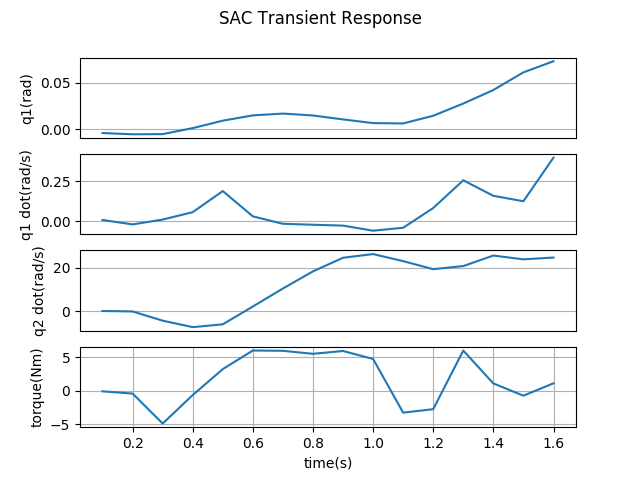 SAC Transient Response
q1(rad)
0.05
0.00
q1 dot(rad/s)
0.25
0.00
q2 dot(rad/s)
20
0
torque(Nm)
5
0
−5
0.2 0.4 0.6 0.8 1.0 1.2 1.4 1.6
time(s)